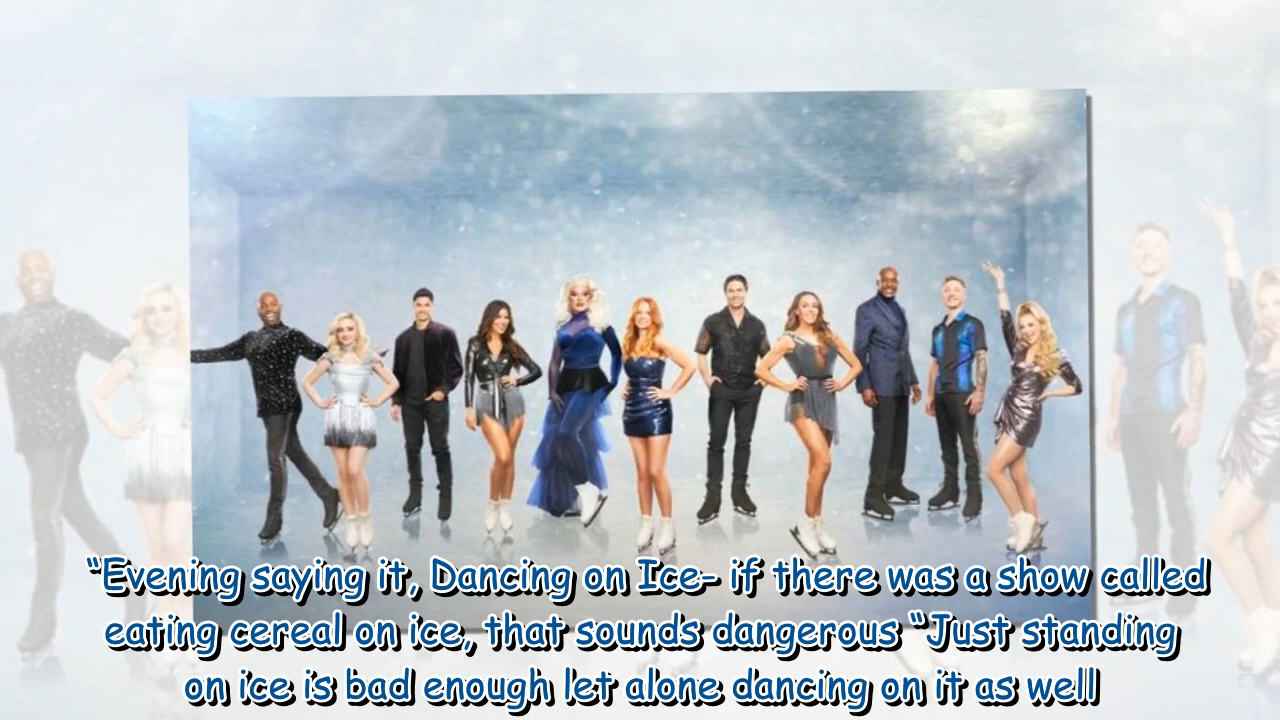 “Evening saying it, Dancing on Ice- if there was a show called
eating cereal on ice, that sounds dangerous “Just standing
on ice is bad enough let alone dancing on it as well